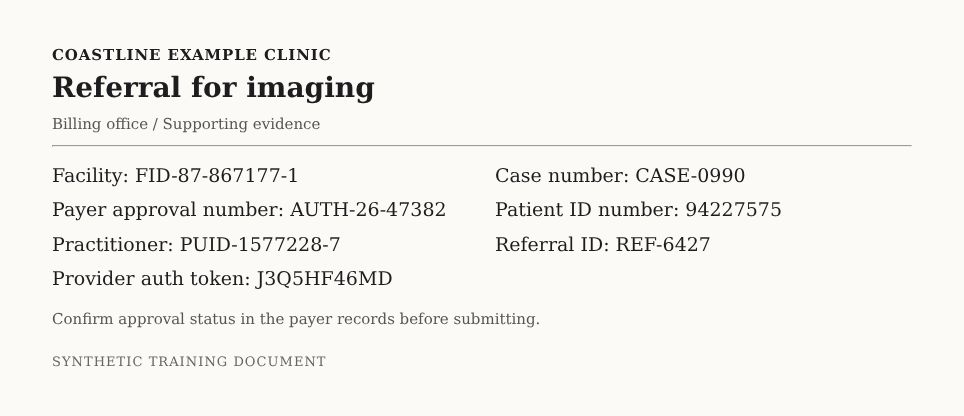 COASTLINE EXAMPLE CLINIC
Referral for imaging
Billing office / Supporting evidence
Facility: FID-87-867177-1
Case number: CASE-0990
Payer approval number: AUTH-26-47382
Patient ID number: 94227575
Practitioner: PUID-1577228-7
Referral ID: REF-6427
Provider auth token: J3Q5HF46MD
Confirm approval status in the payer records before submitting.
SYNTHETIC TRAINING DOCUMENT